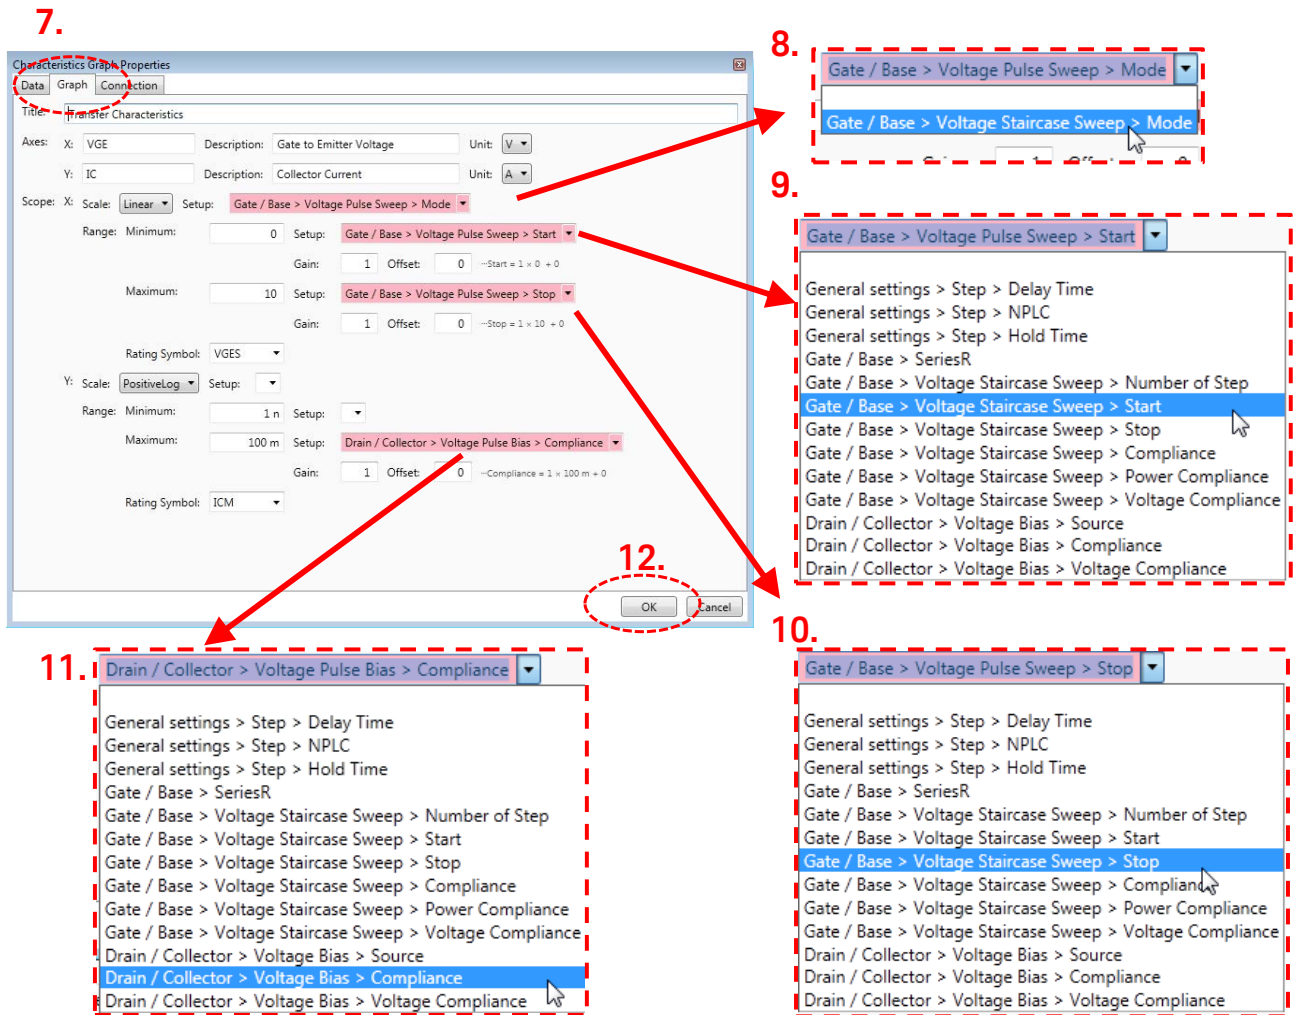 7.
Characteristics Graph Properties
Data Graph Connection
Title: Transfer Characteristics
Axes: X: VGE Description: Gate to Emitter Voltage Unit: V
Y: IC Description: Collector Current Unit: A
Scope: X: Scale: Linear Setup: Gate / Base > Voltage Pulse Sweep > Mode
Range: Minimum: 0 Setup: Gate / Base > Voltage Pulse Sweep > Start
Gain: 1 Offset: 0 ···Start = 1 × 0 + 0
Maximum: 10 Setup: Gate / Base > Voltage Pulse Sweep > Stop
Gain: 1 Offset: 0 ···Stop = 1 × 10 + 0
Rating Symbol: VGES
Y: Scale: PositiveLog Setup:
Range: Minimum: 1 n Setup:
Maximum: 100 m Setup: Drain / Collector > Voltage Pulse Bias > Compliance
Gain: 1 Offset: 0 ···Compliance = 1 × 100 m + 0
Rating Symbol: ICM
12.
OK Cancel
8.
Gate / Base > Voltage Pulse Sweep > Mode
Gate / Base > Voltage Staircase Sweep > Mode
1 Offset: 0
9.
Gate / Base > Voltage Pulse Sweep > Start
General settings > Step > Delay Time
General settings > Step > NPLC
General settings > Step > Hold Time
Gate / Base > SeriesR
Gate / Base > Voltage Staircase Sweep > Number of Step
Gate / Base > Voltage Staircase Sweep > Start
Gate / Base > Voltage Staircase Sweep > Stop
Gate / Base > Voltage Staircase Sweep > Compliance
Gate / Base > Voltage Staircase Sweep > Power Compliance
Gate / Base > Voltage Staircase Sweep > Voltage Compliance
Drain / Collector > Voltage Bias > Source
Drain / Collector > Voltage Bias > Compliance
Drain / Collector > Voltage Bias > Voltage Compliance
10.
Gate / Base > Voltage Pulse Sweep > Stop
General settings > Step > Delay Time
General settings > Step > NPLC
General settings > Step > Hold Time
Gate / Base > SeriesR
Gate / Base > Voltage Staircase Sweep > Number of Step
Gate / Base > Voltage Staircase Sweep > Start
Gate / Base > Voltage Staircase Sweep > Stop
Gate / Base > Voltage Staircase Sweep > Compliance
Gate / Base > Voltage Staircase Sweep > Power Compliance
Gate / Base > Voltage Staircase Sweep > Voltage Compliance
Drain / Collector > Voltage Bias > Source
Drain / Collector > Voltage Bias > Compliance
Drain / Collector > Voltage Bias > Voltage Compliance
11.
Drain / Collector > Voltage Pulse Bias > Compliance
General settings > Step > Delay Time
General settings > Step > NPLC
General settings > Step > Hold Time
Gate / Base > SeriesR
Gate / Base > Voltage Staircase Sweep > Number of Step
Gate / Base > Voltage Staircase Sweep > Start
Gate / Base > Voltage Staircase Sweep > Stop
Gate / Base > Voltage Staircase Sweep > Compliance
Gate / Base > Voltage Staircase Sweep > Power Compliance
Gate / Base > Voltage Staircase Sweep > Voltage Compliance
Drain / Collector > Voltage Bias > Source
Drain / Collector > Voltage Bias > Compliance
Drain / Collector > Voltage Bias > Voltage Compliance